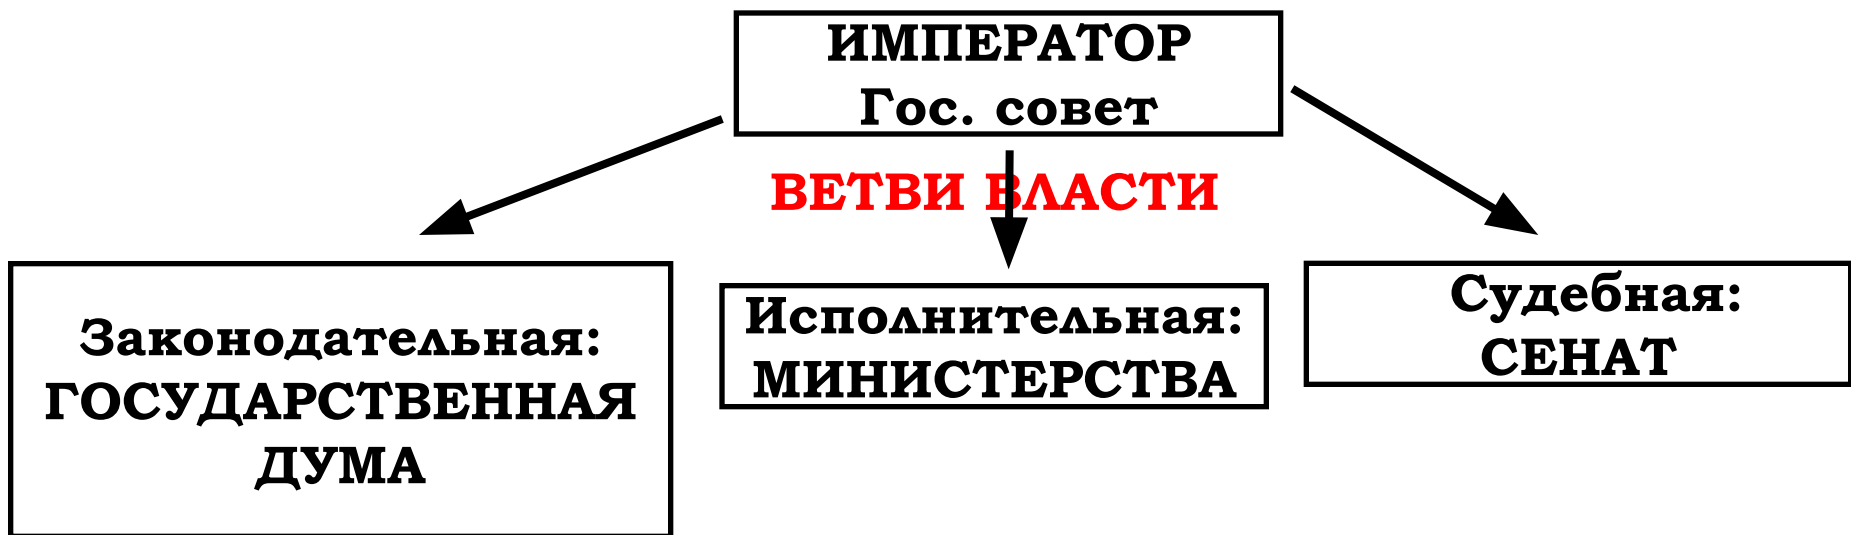 ИМПЕРАТОР
Гос. совет
ВЕТВИ ВЛАСТИ
Законодательная:
ГОСУДАРСТВЕННАЯ
ДУМА
Исполнительная:
МИНИСТЕРСТВА
Судебная:
СЕНАТ